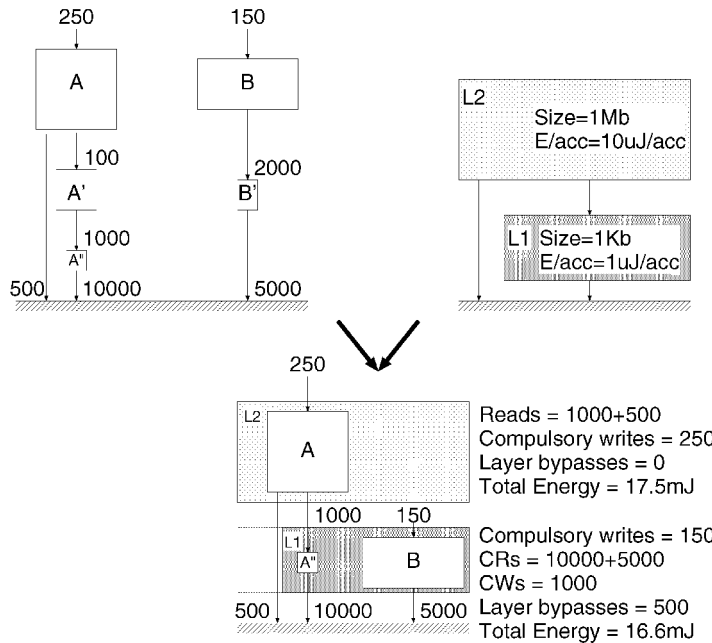 250
150
A
B
L2
Size=1Mb
E/acc=10uJ/acc
100
2000
A'
B'
1000
L1
Size=1Kb
E/acc=1uJ/acc
A"
500
10000
5000
250
L2
A
Reads = 1000+500
Compulsory writes = 250
Layer bypasses = 0
Total Energy = 17.5mJ
1000
150
L1
A"
B
Compulsory writes = 150
CRs = 10000+5000
CWs = 1000
Layer bypasses = 500
Total Energy = 16.6mJ
500
10000
5000